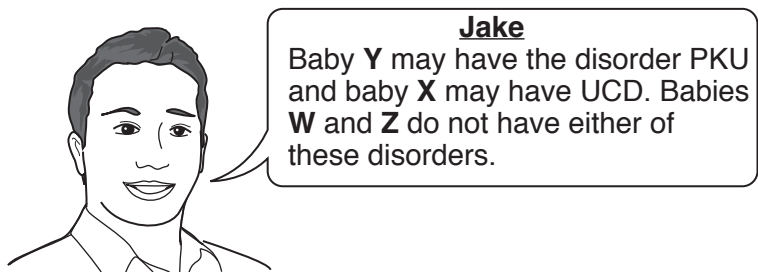 Jake
Baby Y may have the disorder PKU
and baby X may have UCD. Babies
W and Z do not have either of
these disorders.